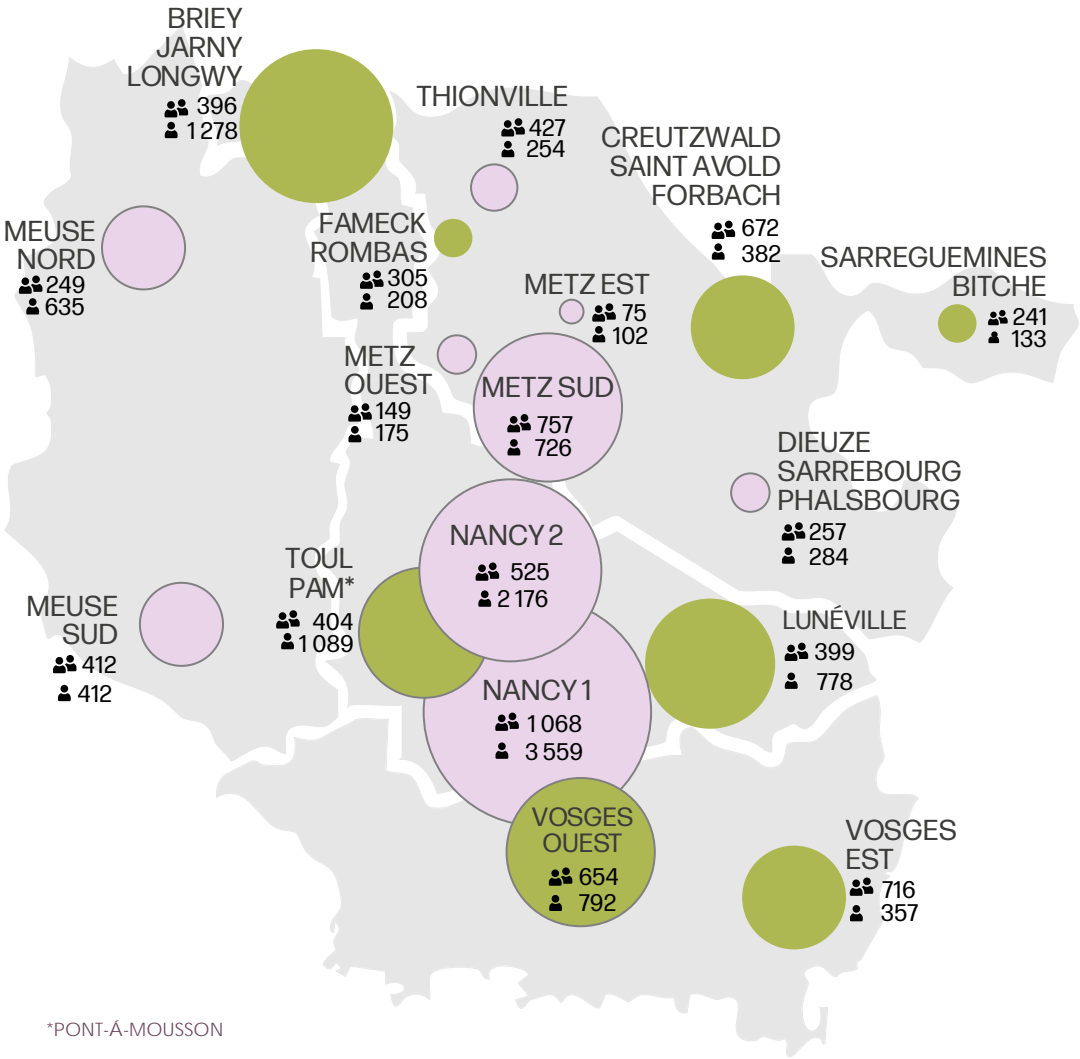 BRIEY
JARNY
LONGWY
396
1 278
THIONVILLE
427
254
CREUTZWALD
SAINT AVOLD
FORBACH
672
382
MEUSE
NORD
249
635
FAMECK
ROMBAS
305
208
SARREGUEMINES
BITCHE
241
133
METZ EST
75
102
METZ
OUEST
149
175
METZ SUD
757
726
DIEUZE
SARREBOURG
PHALSBOURG
257
284
NANCY 2
525
2 176
TOUL
PAM*
404
1 089
MEUSE
SUD
412
412
LUNÉVILLE
399
778
NANCY 1
1 068
3 559
VOSGES
OUEST
654
792
VOSGES
EST
716
357
*PONT-Á-MOUSSON